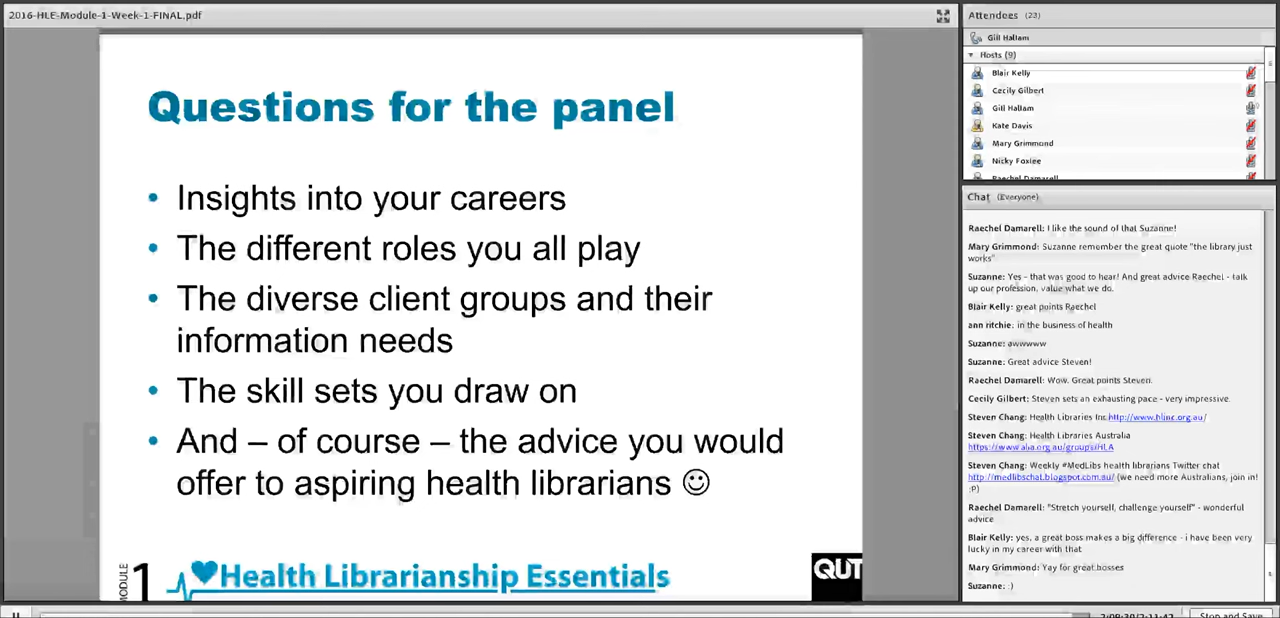 2016-HLE-Module-1-Week-1-FINAL.pdf
Questions for the panel
• Insights into your careers
• The different roles you all play
• The diverse client groups and their
information needs
• The skill sets you draw on
• And – of course – the advice you would
offer to aspiring health librarians ☺
MODULE
1
Health Librarianship Essentials
QUT
Attendees (23)
Gill Hallam
Hosts (9)
Blair Kelly
Cecily Gilbert
Gill Hallam
Kate Davis
Mary Grimmond
Nicky Foxlee
Raechel Damarell
Chat (Everyone)
Raechel Damarell: I like the sound of that Suzanne!
Mary Grimmond: Suzanne remember the great quote "the library just
works"
Suzanne: Yes - that was good to hear! And great advice Raechel - talk
up our profession, value what we do.
Blair Kelly: great points Raechel
ann ritchie: in the business of health
Suzanne: awwwww
Suzanne: Great advice Steven!
Raechel Damarell: Wow. Great points Steven.
Cecily Gilbert: Steven sets an exhausting pace - very impressive.
Steven Chang: Health Libraries Inc http://www.hlinc.org.au/
Steven Chang: Health Libraries Australia
https://www.alia.org.au/groups/HLA
Steven Chang: Weekly #MedLibs health librarians Twitter chat
http://medlibschat.blogspot.com.au/ (we need more Australians, join in!
:P)
Raechel Damarell: "Stretch yourself, challenge yourself" - wonderful
advice
Blair Kelly: yes, a great boss makes a big difference - i have been very
lucky in my career with that
Mary Grimmond: Yay for great bosses
Suzanne: :)
2:09:30/2:11:42
Stop and Save